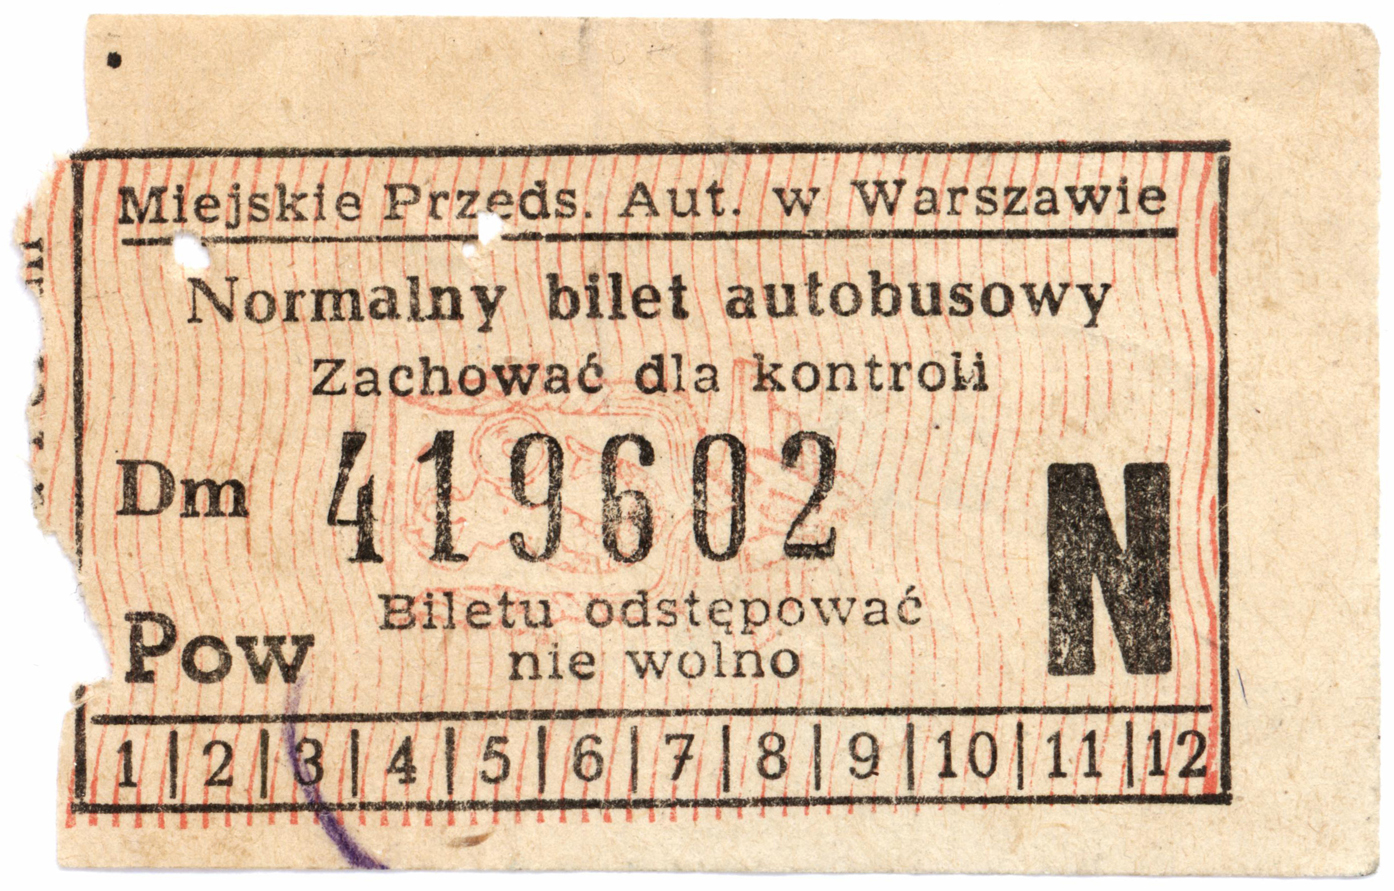 Miejskie Przeds. Aut. w Warszawie
Normalny bilet autobusowy
Zachować dla kontroli
Dm 419602 N
Pow
Biletu odstępować
nie wolno
1|2|3|4|5|6|7|8|9|10|11|12